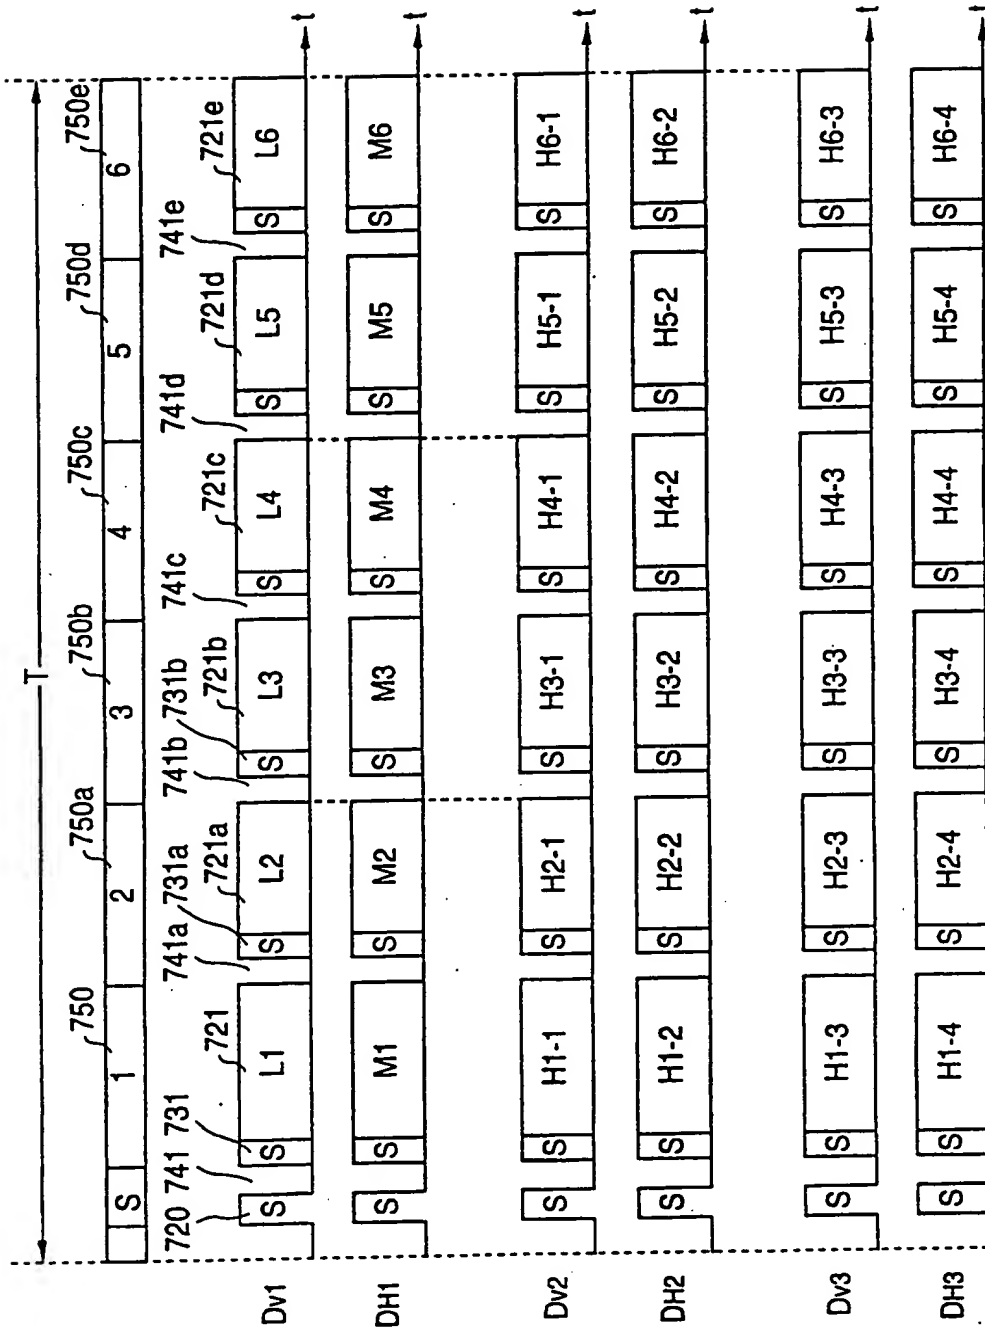 T
750 750a 750b 750c 750d 750e
S 1 2 3 4 5 6
720 741 731 721 741a 731a 721a 741b 731b 721b 741c 721c 741d 721d 741e 721e
Dv1 S S L1 S L2 S L3 S L4 S L5 S L6 t
DH1 S S M1 S M2 S M3 S M4 S M5 S M6 t
Dv2 S S H1-1 S H2-1 S H3-1 S H4-1 S H5-1 S H6-1 t
DH2 S S H1-2 S H2-2 S H3-2 S H4-2 S H5-2 S H6-2 t
Dv3 S S H1-3 S H2-3 S H3-3 S H4-3 S H5-3 S H6-3 t
DH3 S S H1-4 S H2-4 S H3-4 S H4-4 S H5-4 S H6-4 t